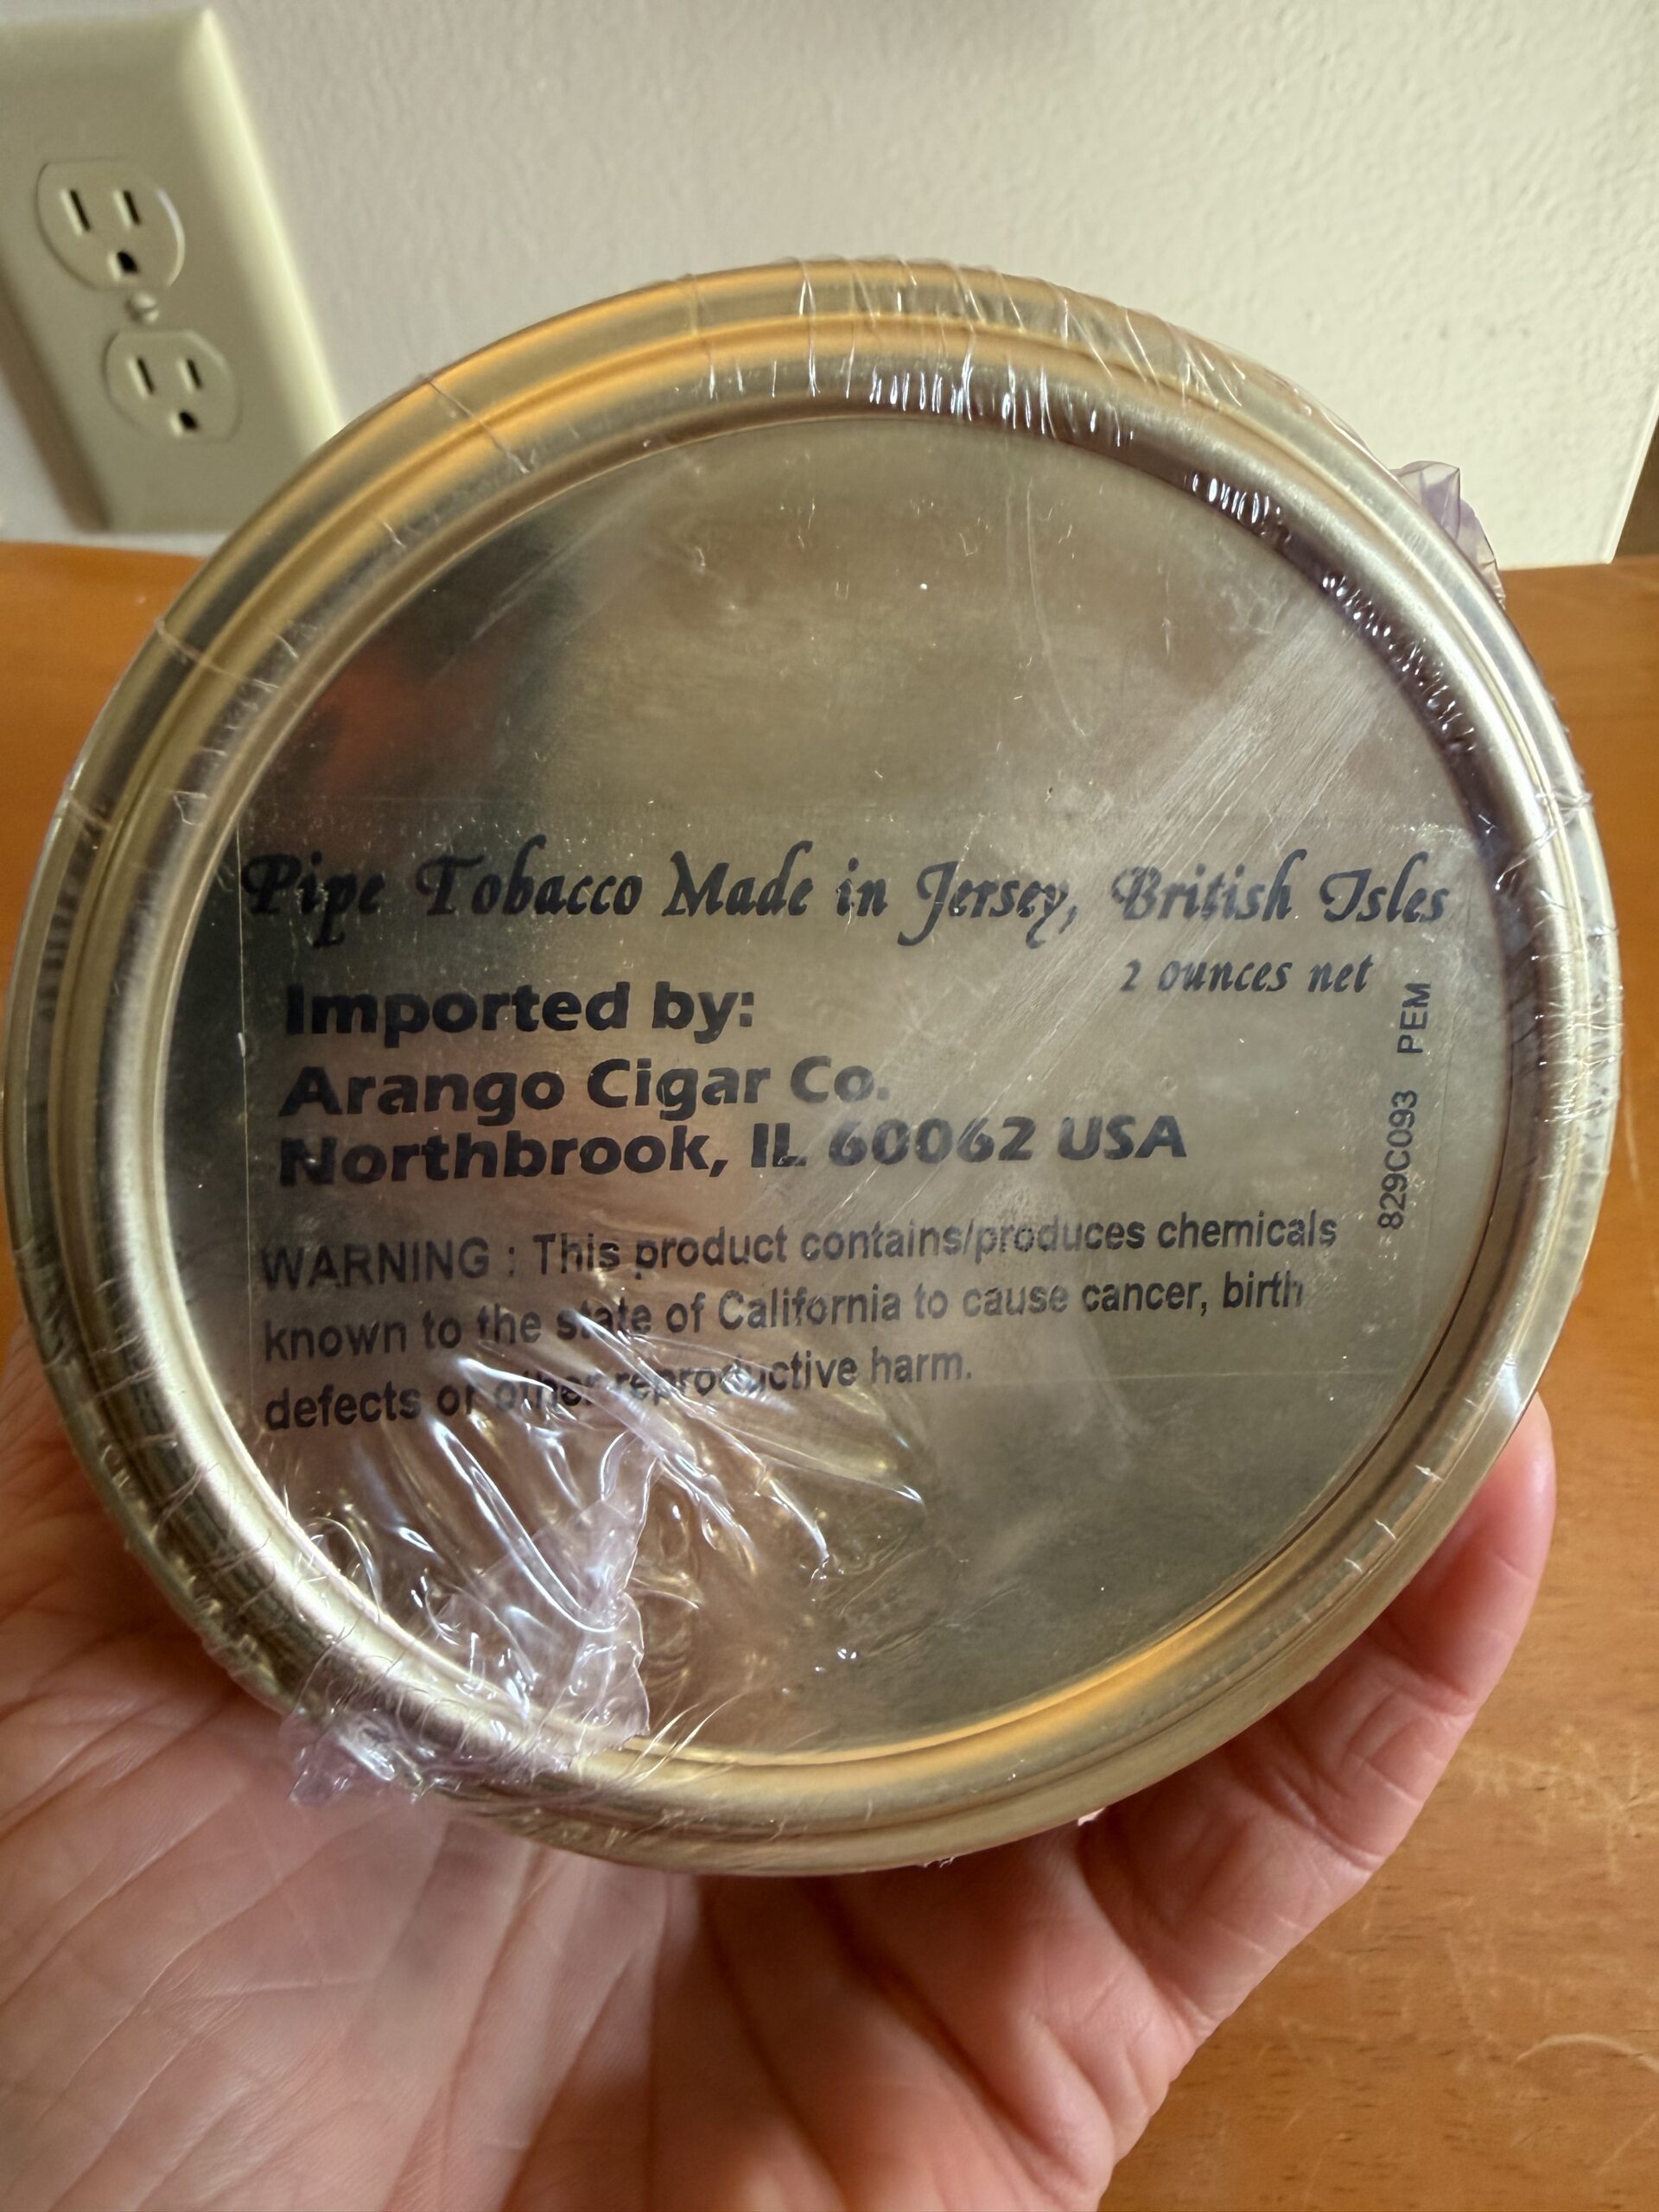 Pipe Tobacco Made in Jersey, British Isles
2 ounces net
Imported by:
Arango Cigar Co.
Northbrook, IL 60062 USA
829C093 PEM
WARNING : This product contains/produces chemicals
known to the state of California to cause cancer, birth
defects or other reproductive harm.